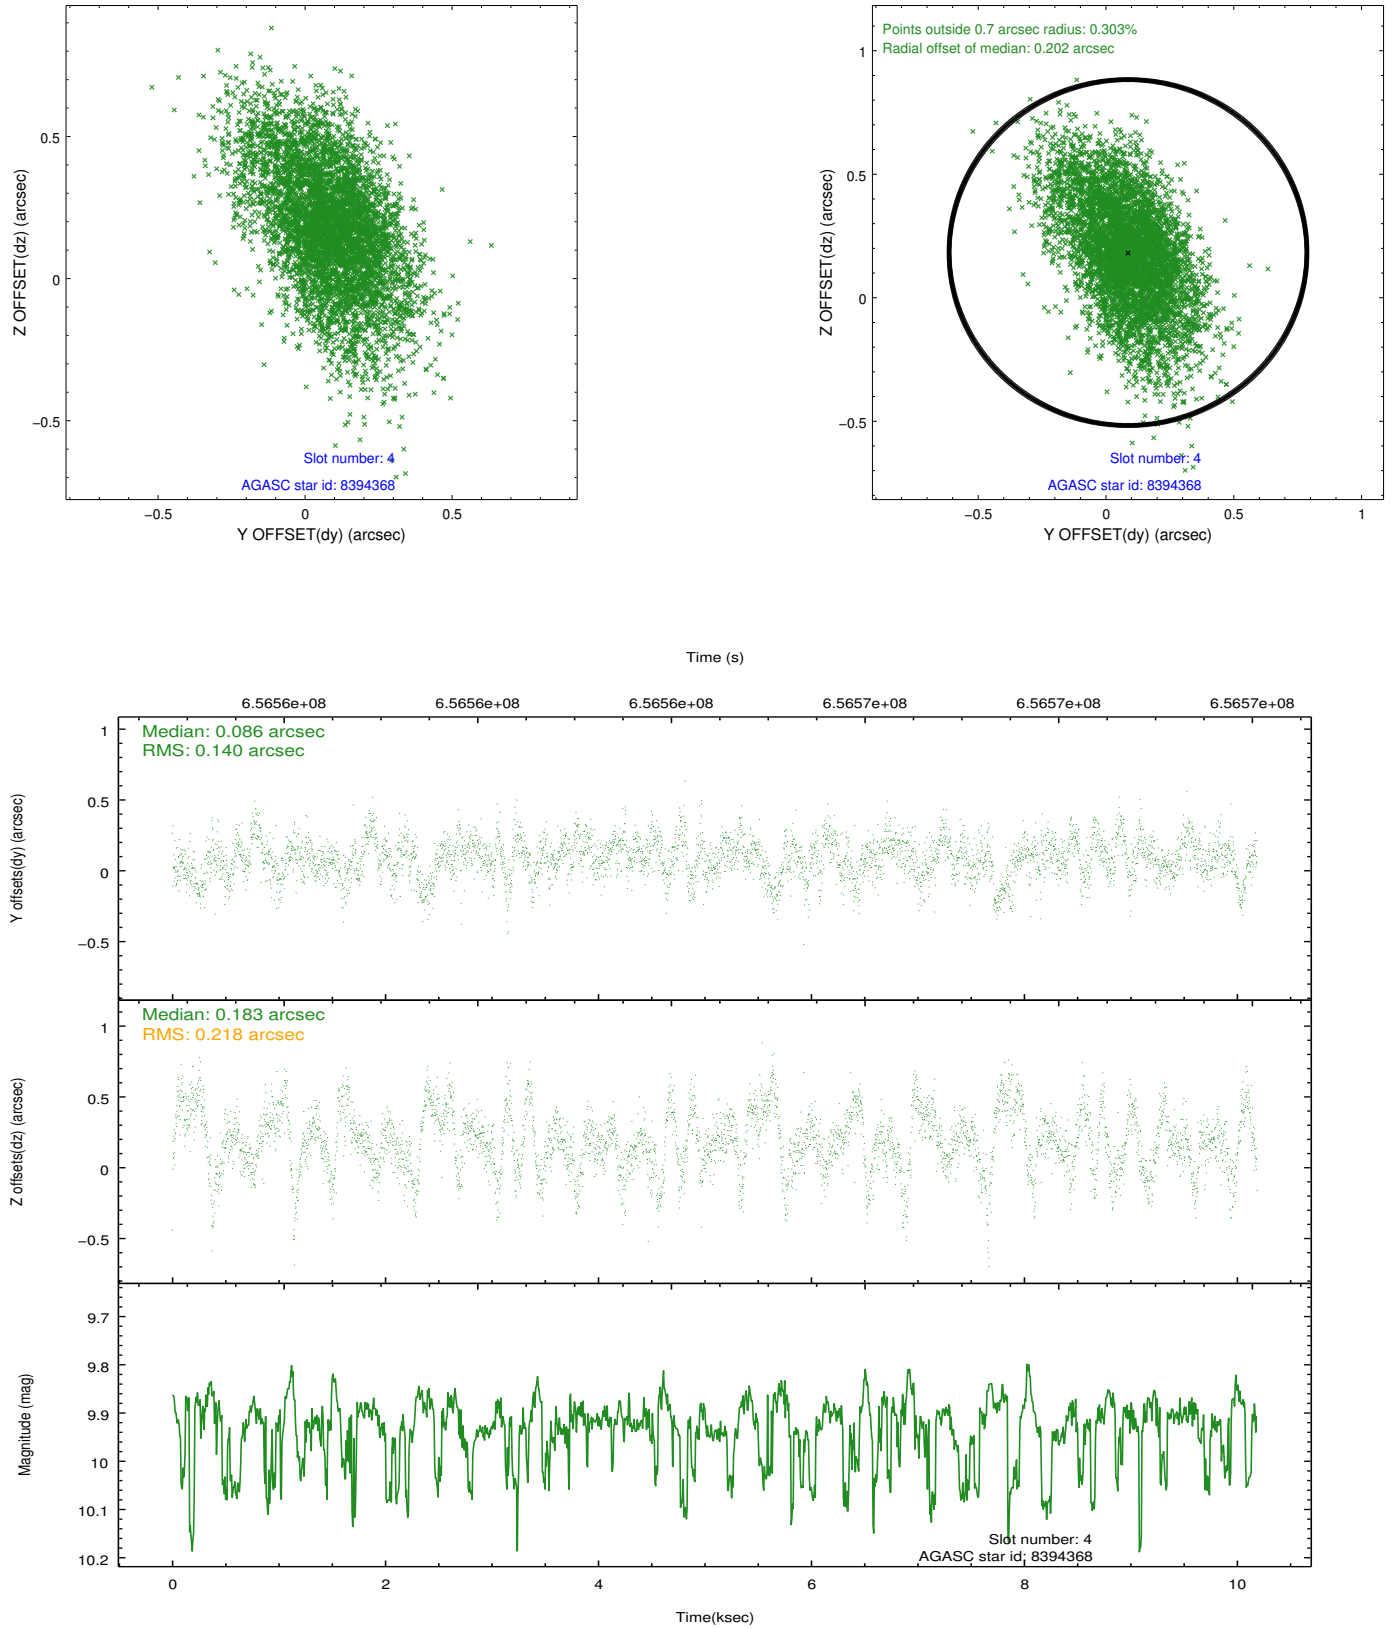 0.5
0
−0.5
Z OFFSET(dz) (arcsec)
Slot number: 4
AGASC star id: 8394368
−0.5 0 0.5
Y OFFSET(dy) (arcsec)
Points outside 0.7 arcsec radius: 0.303%
Radial offset of median: 0.202 arcsec
1
0.5
0
−0.5
Z OFFSET(dz) (arcsec)
Slot number: 4
AGASC star id: 8394368
−0.5 0 0.5 1
Y OFFSET(dy) (arcsec)
Time (s)
6.5656e+08 6.5656e+08 6.5656e+08 6.5657e+08 6.5657e+08 6.5657e+08
Median: 0.086 arcsec
RMS: 0.140 arcsec
1
0.5
0
−0.5
Y offsets(dy) (arcsec)
Median: 0.183 arcsec
RMS: 0.218 arcsec
1
0.5
0
−0.5
Z offsets(dz) (arcsec)
9.7
9.8
9.9
10
10.1
10.2
Magnitude (mag)
Slot number: 4
AGASC star id: 8394368
0 2 4 6 8 10
Time(ksec)